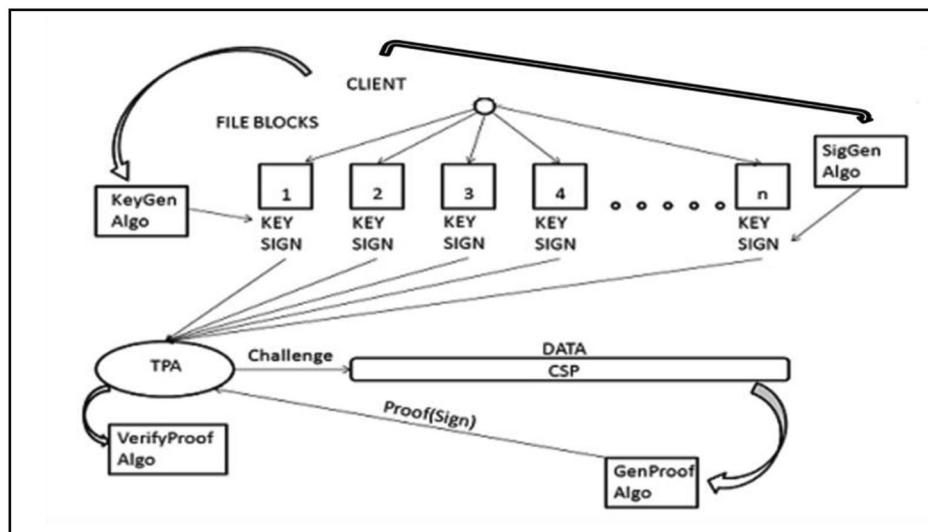 CLIENT
FILE BLOCKS
SigGen
Algo
1 2 3 4 n
KeyGen
Algo
KEY KEY KEY KEY KEY
SIGN SIGN SIGN SIGN SIGN
TPA
Challenge
DATA
CSP
Proof(Sign)
VerifyProof
Algo
GenProof
Algo